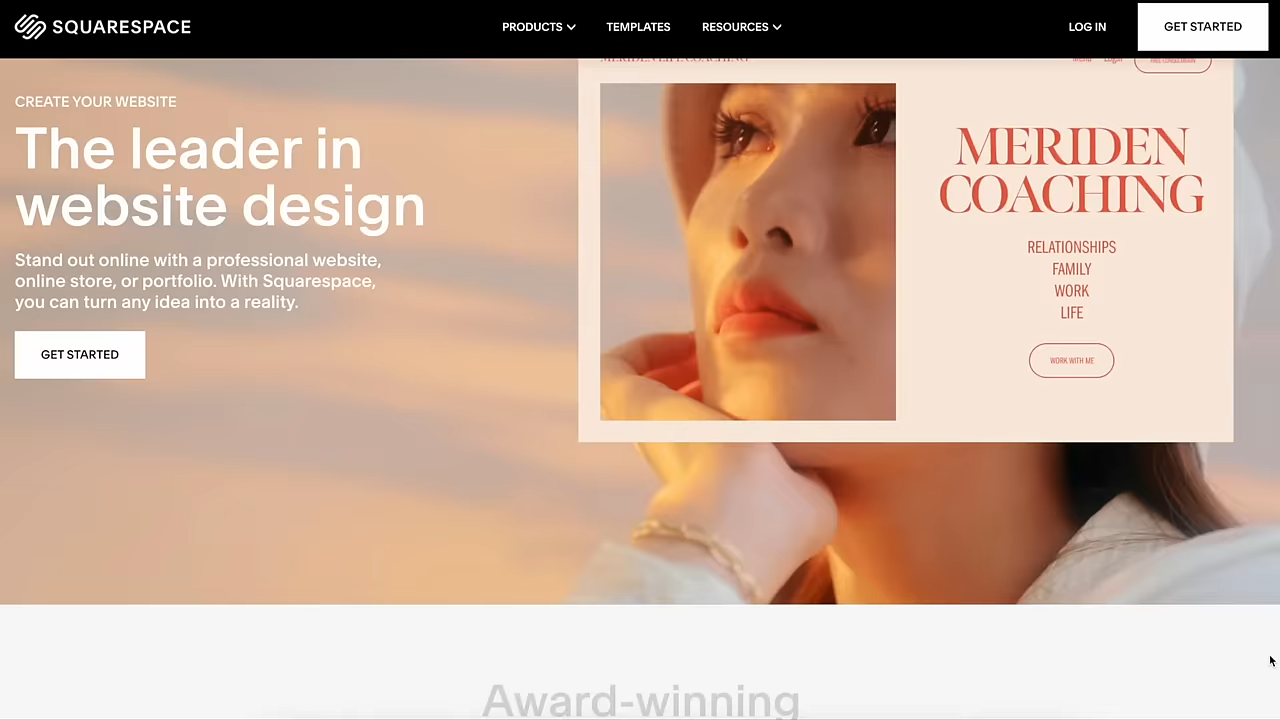 SQUARESPACE
PRODUCTS
TEMPLATES
RESOURCES
LOG IN
GET STARTED
CREATE YOUR WEBSITE
The leader in
website design
Stand out online with a professional website,
online store, or portfolio. With Squarespace,
you can turn any idea into a reality.
GET STARTED
MERIDEN
COACHING
RELATIONSHIPS
FAMILY
WORK
LIFE
WORK WITH ME
Award-winning